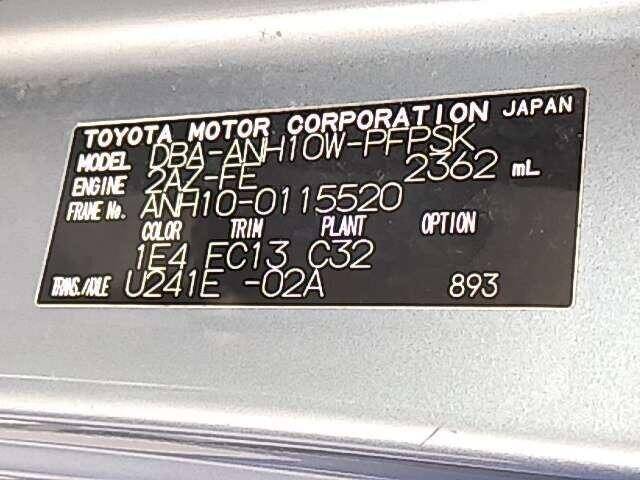 TOYOTA MOTOR CORPORATION JAPAN
MODEL DBA-ANH10W-PFPSK
ENGINE 2AZ-FE 2362 mL
FRAME No. ANH10-0115520
COLOR TRIM PLANT OPTION
1E4 FC13 C32
TRANS./AXLE U241E -02A 893